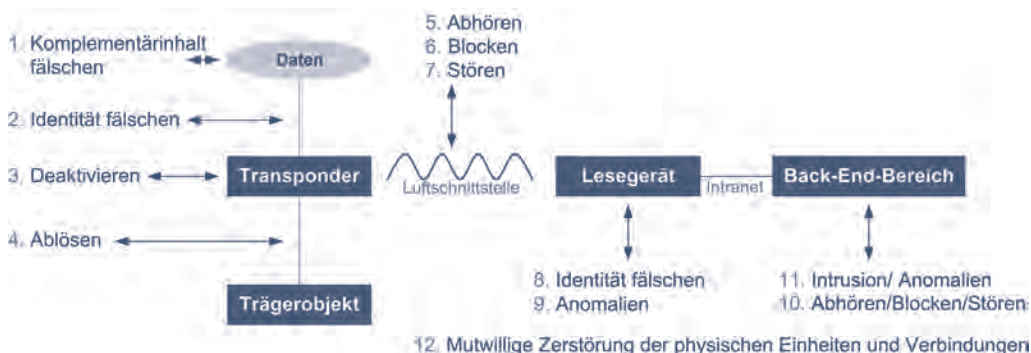 1. Komplementärinhalt
fälschen
Daten
5. Abhören
6. Blocken
7. Stören
2. Identität fälschen
3. Deaktivieren
Transponder
Luftschnittstelle
Lesegerät
Intranet
Back-End-Bereich
4. Ablösen
Trägerobjekt
8. Identität fälschen
9. Anomalien
11. Intrusion/ Anomalien
10. Abhören/Blocken/Stören
12. Mutwillige Zerstörung der physischen Einheiten und Verbindungen